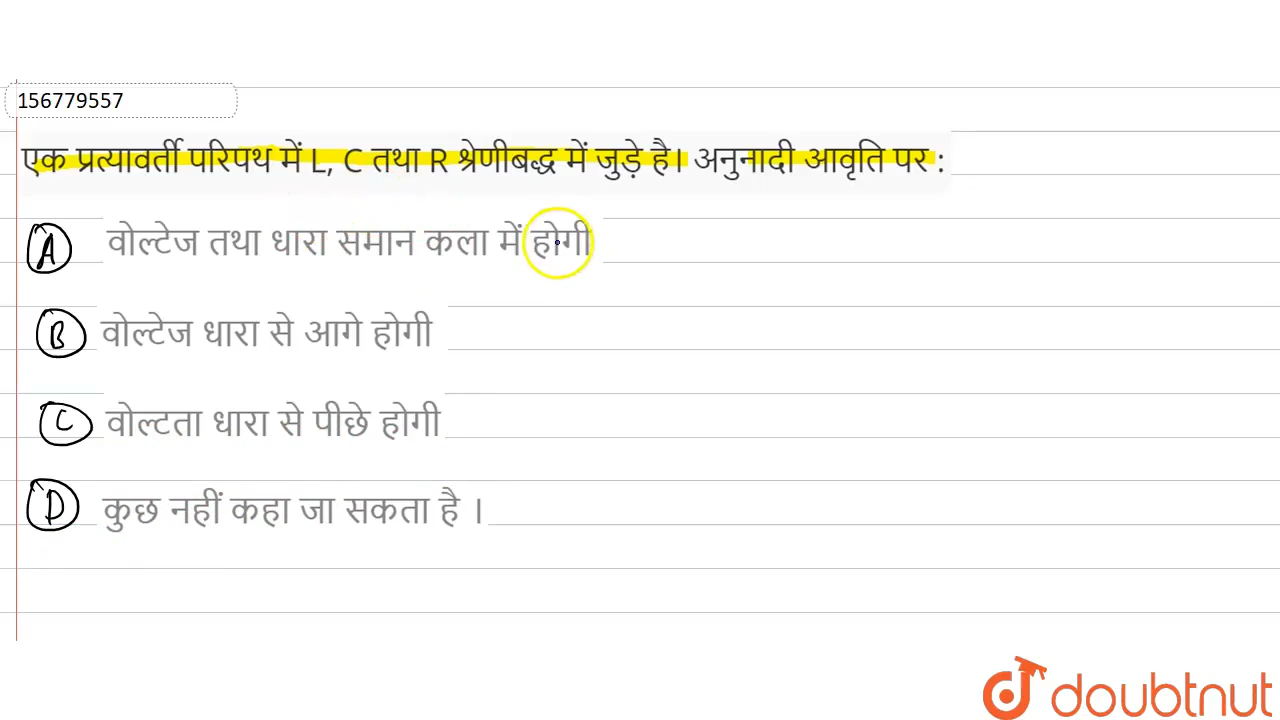 156779557
एक प्रत्यावर्ती परिपथ में L, C तथा R श्रेणीबद्ध में जुड़े है। अनुनादी आवृति पर :
A वोल्टेज तथा धारा समान कला में होगी
B वोल्टेज धारा से आगे होगी
C वोल्टता धारा से पीछे होगी
D कुछ नहीं कहा जा सकता है ।
doubtnut